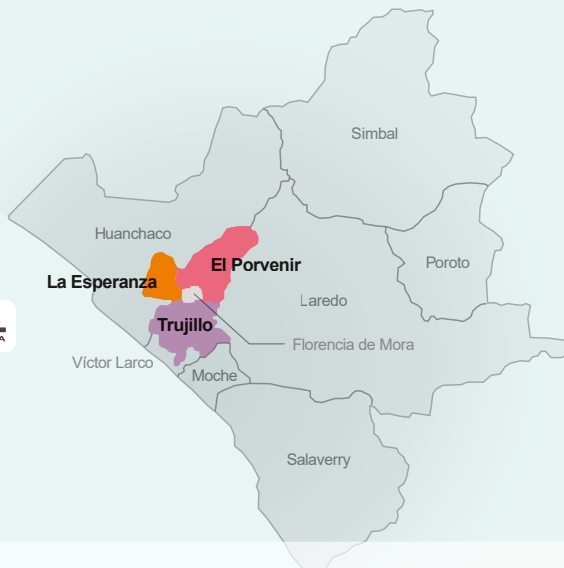 Simbal
Huanchaco
Poroto
El Porvenir
La Esperanza
Laredo
Trujillo
Florencia de Mora
Víctor Larco
Moche
Salaverry